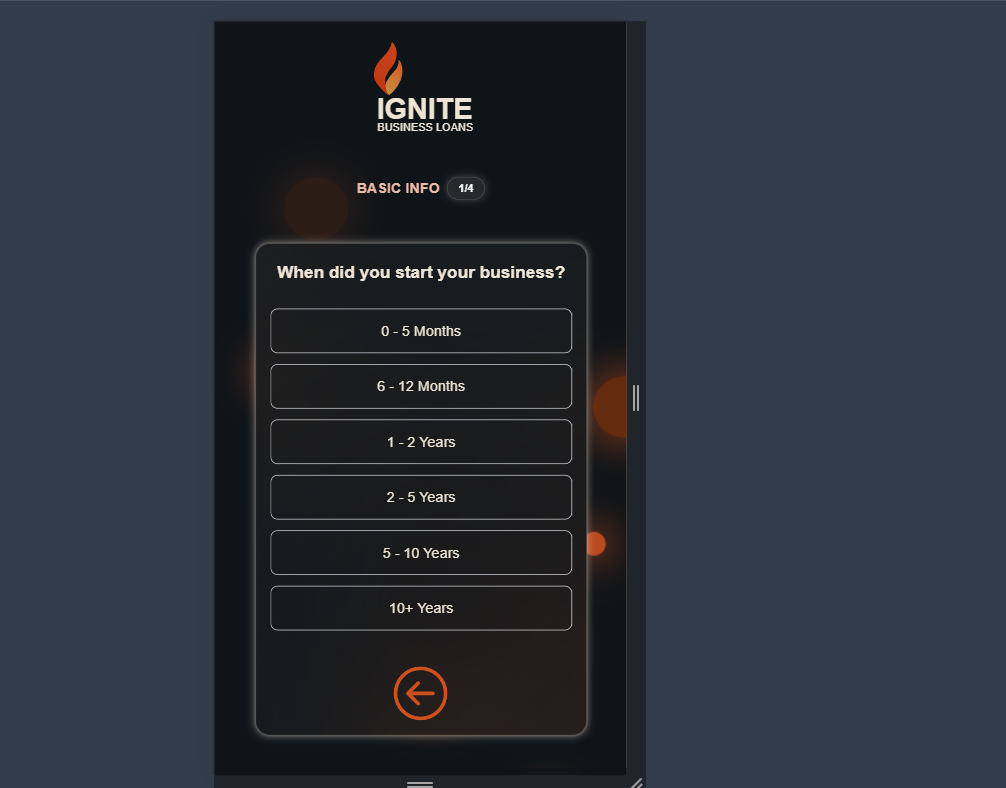 IGNITE
BUSINESS LOANS
BASIC INFO 1/4
When did you start your business?
0 - 5 Months
6 - 12 Months
1 - 2 Years
2 - 5 Years
5 - 10 Years
10+ Years